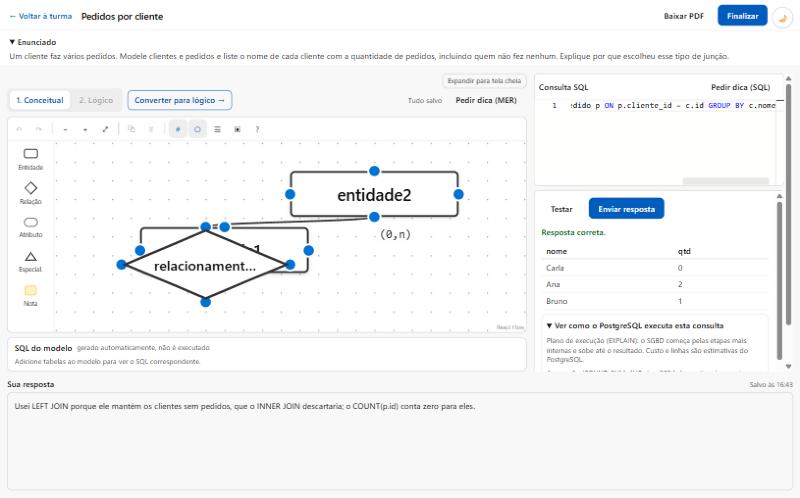 ← Voltar à turma
Pedidos por cliente
Baixar PDF
Finalizar
▼ Enunciado
Um cliente faz vários pedidos. Modele clientes e pedidos e liste o nome de cada cliente com a quantidade de pedidos, incluindo quem não fez nenhum. Explique por que escolheu esse tipo de junção.
Expandir para tela cheia
1. Conceitual
2. Lógico
Converter para lógico →
Tudo salvo
Pedir dica (MER)
Entidade
Relação
Atributo
Especial.
Nota
entidade2
(0,n)
1
relacionament...
React Flow
SQL do modelo gerado automaticamente, não é executado
Adicione tabelas ao modelo para ver o SQL correspondente.
Consulta SQL
Pedir dica (SQL)
1 dido p ON p.cliente_id = c.id GROUP BY c.nome
Testar
Enviar resposta
Resposta correta.
nome qtd
Carla 0
Ana 2
Bruno 1
▼ Ver como o PostgreSQL executa esta consulta
Plano de execução (EXPLAIN): o SGBD começa pelas etapas mais
internas e sobe até o resultado. Custo e linhas são estimativas do
PostgreSQL.
Sua resposta
Salvo às 16:43
Usei LEFT JOIN porque ele mantém os clientes sem pedidos, que o INNER JOIN descartaria; o COUNT(p.id) conta zero para eles.